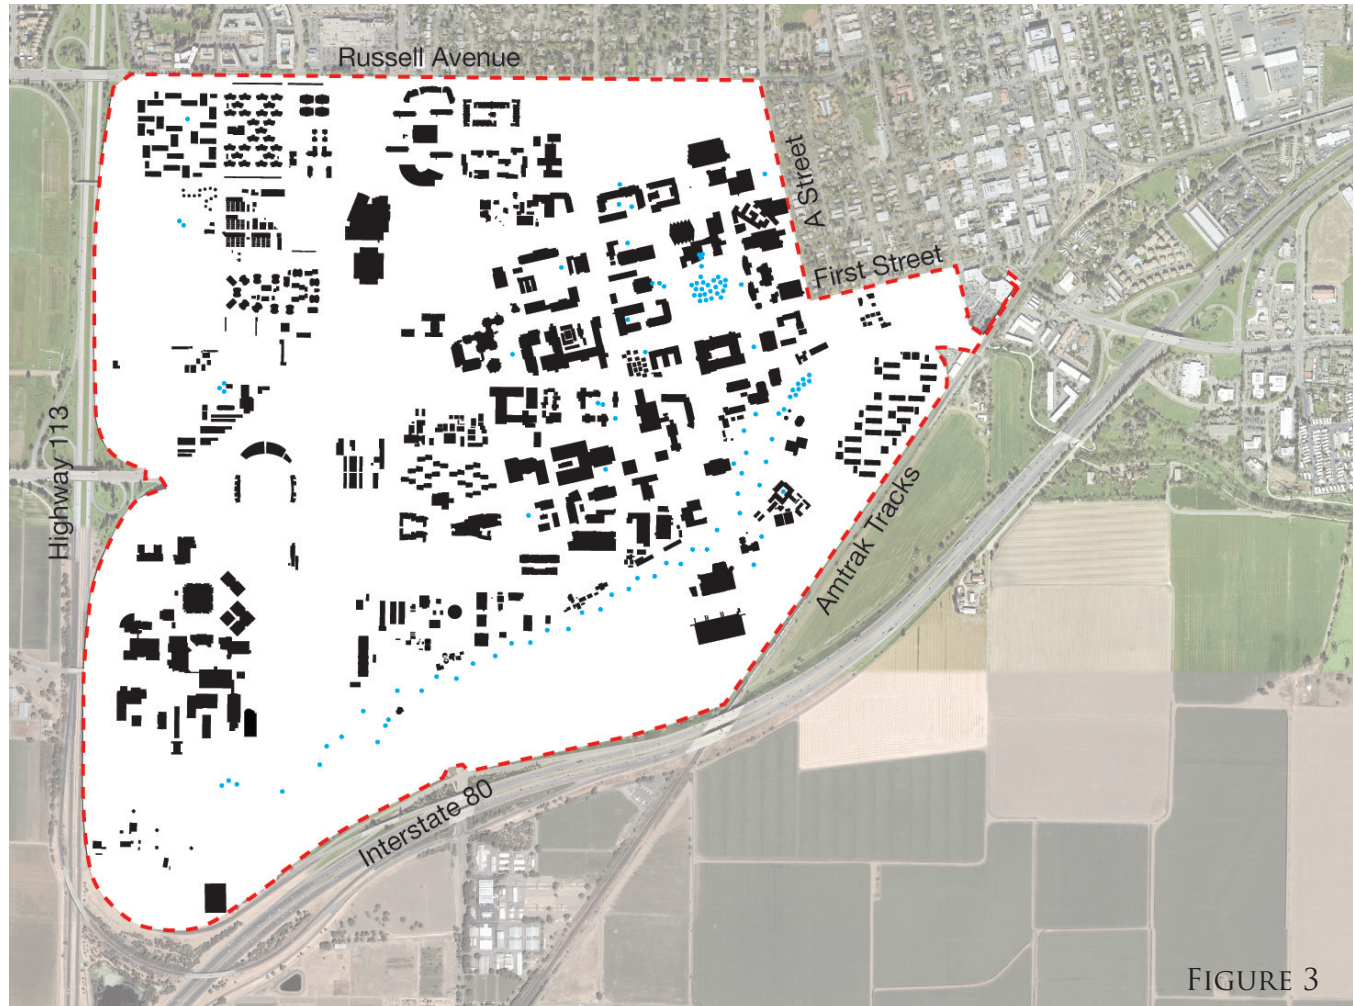 Russell Avenue
A Street
First Street
Highway 113
Amtrak Tracks
Interstate 80
FIGURE 3